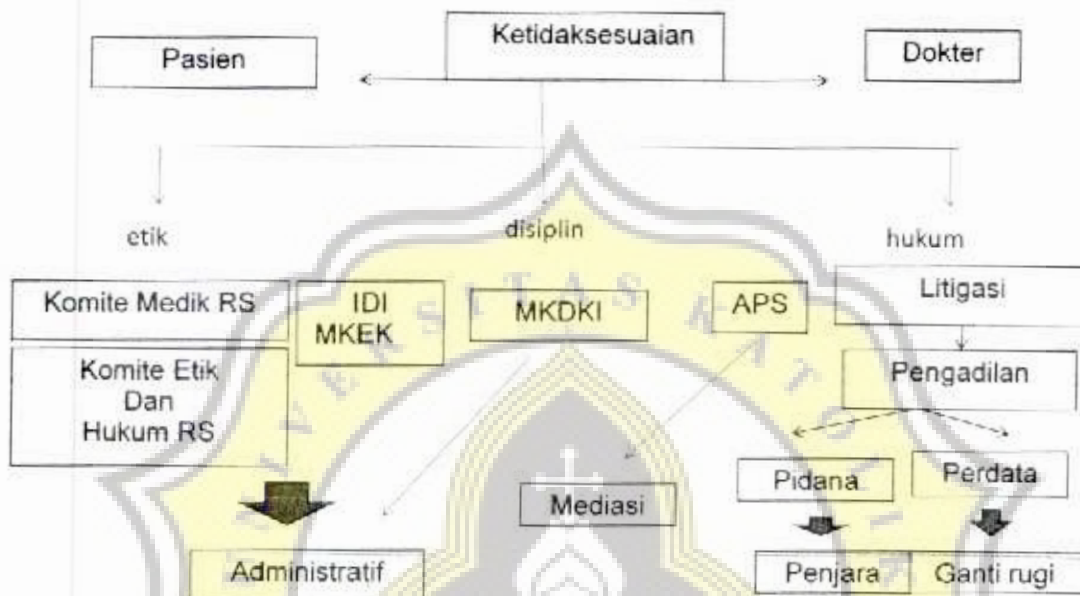 Pasien
Ketidaksesuaian
Dokter
etik
disiplin
hukum
Komite Medik RS
IDI
MKEK
MKDKI
APS
Litigasi
Komite Etik
Dan
Hukum RS
Pengadilan
Mediasi
Pidana
Perdata
Administratif
Penjara
Ganti rugi